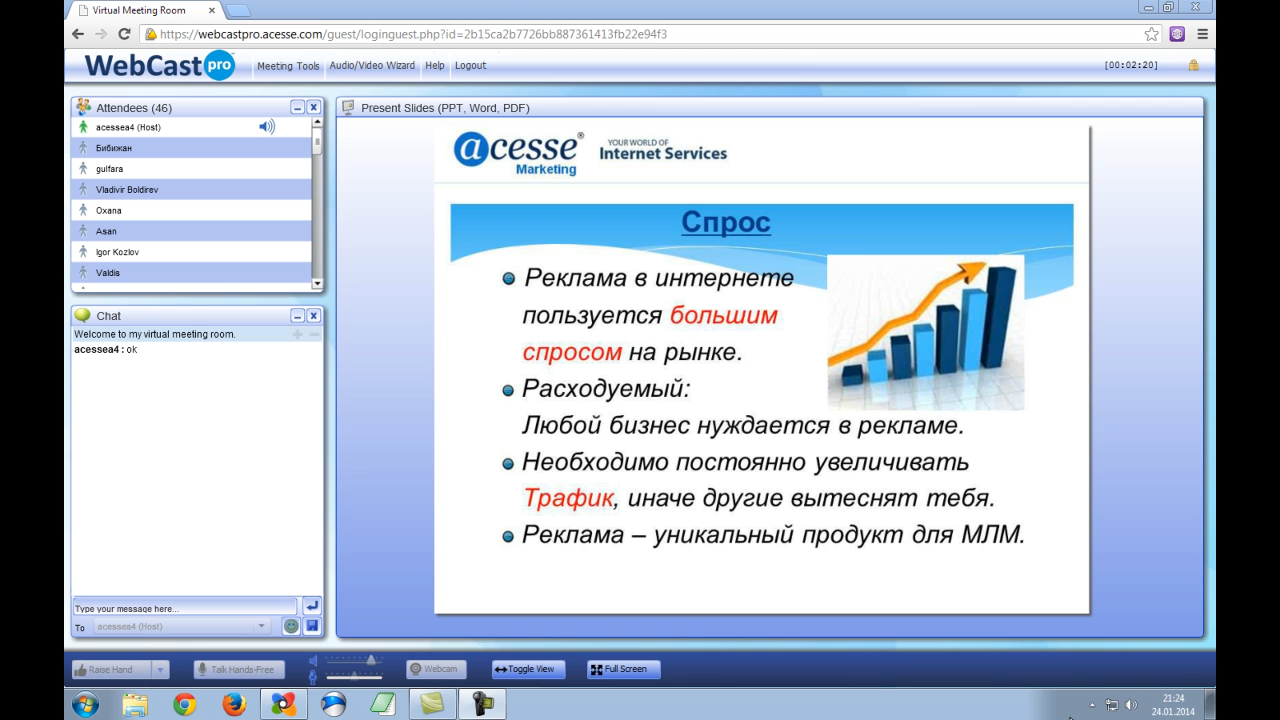 Virtual Meeting Room
https://webcastpro.acesse.com/guest/loginguest.php?id=2b15ca2b7726bb887361413fb22e94f3
WebCast pro
Meeting Tools Audio/Video Wizard Help Logout
[00:02:20]
Attendees (46)
acessea4 (Host)
Бибижан
gulfara
Vladivir Boldirev
Oxana
Asan
Igor Kozlov
Valdis
Chat
Welcome to my virtual meeting room.
acessea4 : ok
Type your message here...
To acessea4 (Host)
Present Slides (PPT, Word, PDF)
acesse®
Marketing
YOUR WORLD OF
Internet Services
Спрос
Реклама в интернете
пользуется большим
спросом на рынке.
Расходуемый:
Любой бизнес нуждается в рекламе.
Необходимо постоянно увеличивать
Трафик, иначе другие вытеснят тебя.
Реклама – уникальный продукт для МЛМ.
Raise Hand Talk Hands-Free Webcam Toggle View Full Screen
21:24
24.01.2014